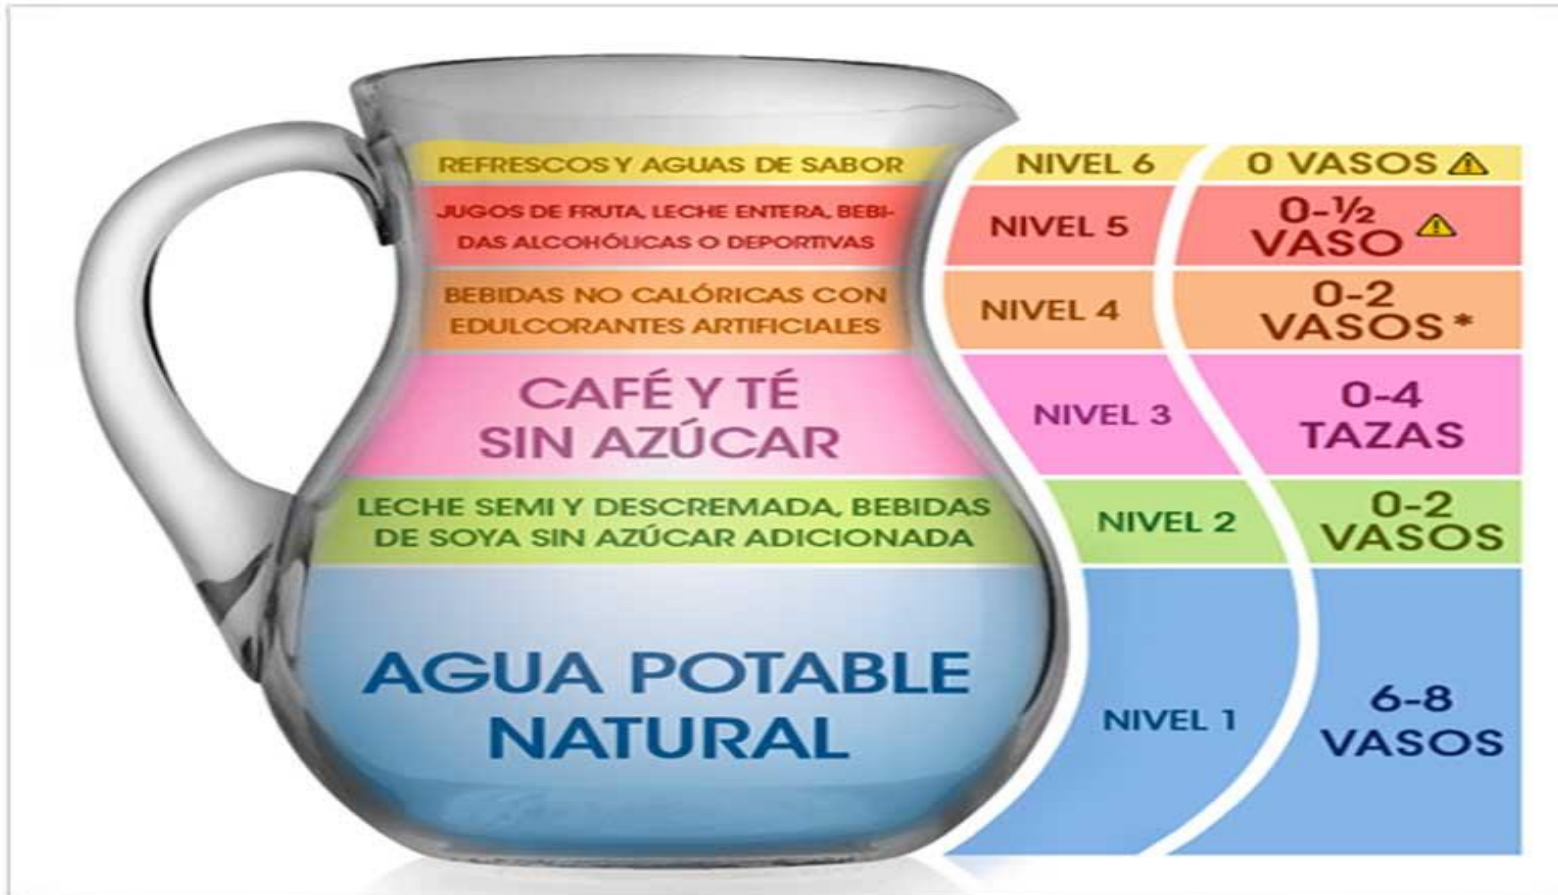 REFRESCOS Y AGUAS DE SABOR
NIVEL 6
0 VASOS
JUGOS DE FRUTA, LECHE ENTERA, BEBI-
DAS ALCOHÓLICAS O DEPORTIVAS
NIVEL 5
0-½
VASO
BEBIDAS NO CALÓRICAS CON
EDULCORANTES ARTIFICIALES
NIVEL 4
0-2
VASOS*
CAFÉ Y TÉ
SIN AZÚCAR
NIVEL 3
0-4
TAZAS
LECHE SEMI Y DESCREMADA, BEBIDAS
DE SOYA SIN AZÚCAR ADICIONADA
NIVEL 2
0-2
VASOS
AGUA POTABLE
NATURAL
NIVEL 1
6-8
VASOS